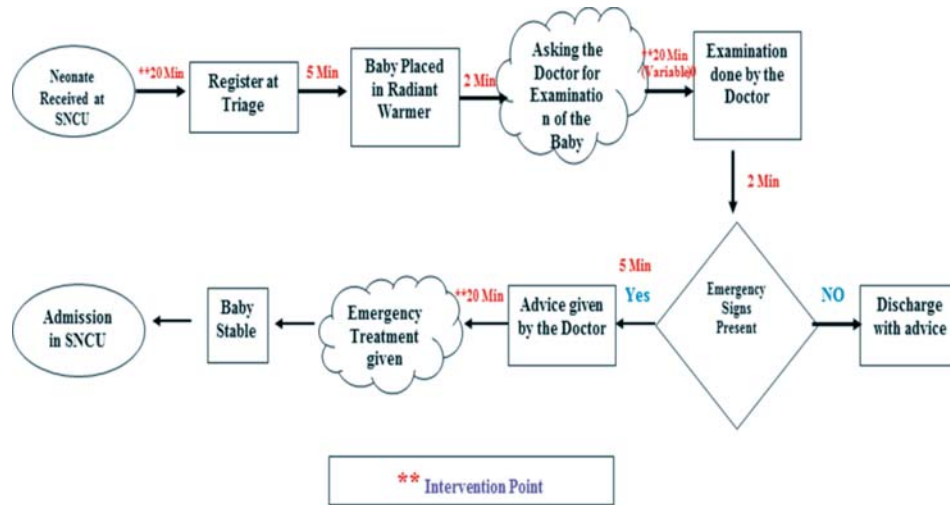 Neonate
Received at
SNCU
**20 Min
Register at
Triage
5 Min
Baby Placed
in Radiant
Warmer
2 Min
Asking the
Doctor for
Examinatio
n of the
Baby
**20 Min
(Variable)0
Examination
done by the
Doctor
2 Min
Emergency
Signs
Present
NO
Discharge
with advice
5 Min
Yes
Advice given
by the Doctor
**20 Min
Emergency
Treatment
given
Baby
Stable
Admission
in SNCU
** Intervention Point